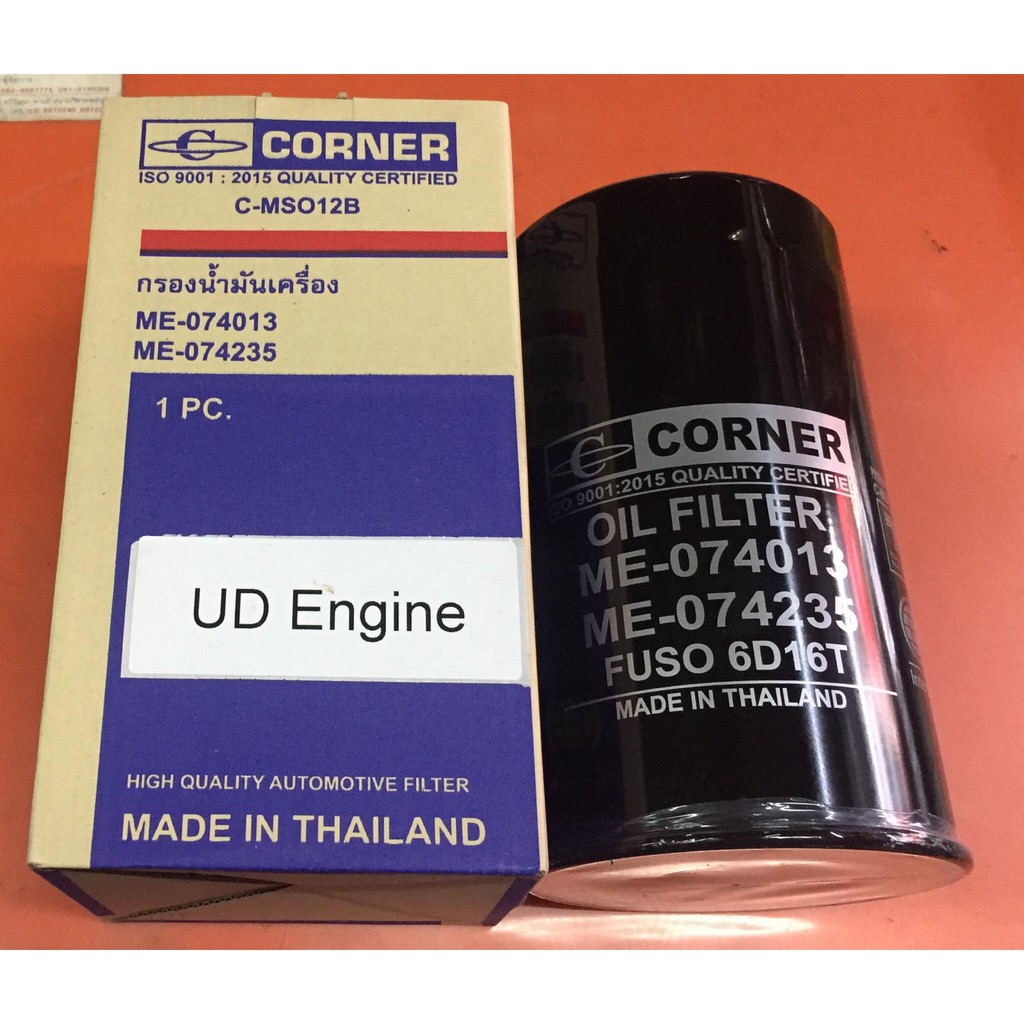 C CORNER
ISO 9001 : 2015 QUALITY CERTIFIED
C-MSO12B
กรองน้ำมันเครื่อง
ME-074013
ME-074235
1 PC.
UD Engine
HIGH QUALITY AUTOMOTIVE FILTER
MADE IN THAILAND
C CORNER
ISO 9001:2015 QUALITY CERTIFIE
OIL FILTER
ME-074013
ME-074235
FUSO 6D16T
MADE IN THAILAND